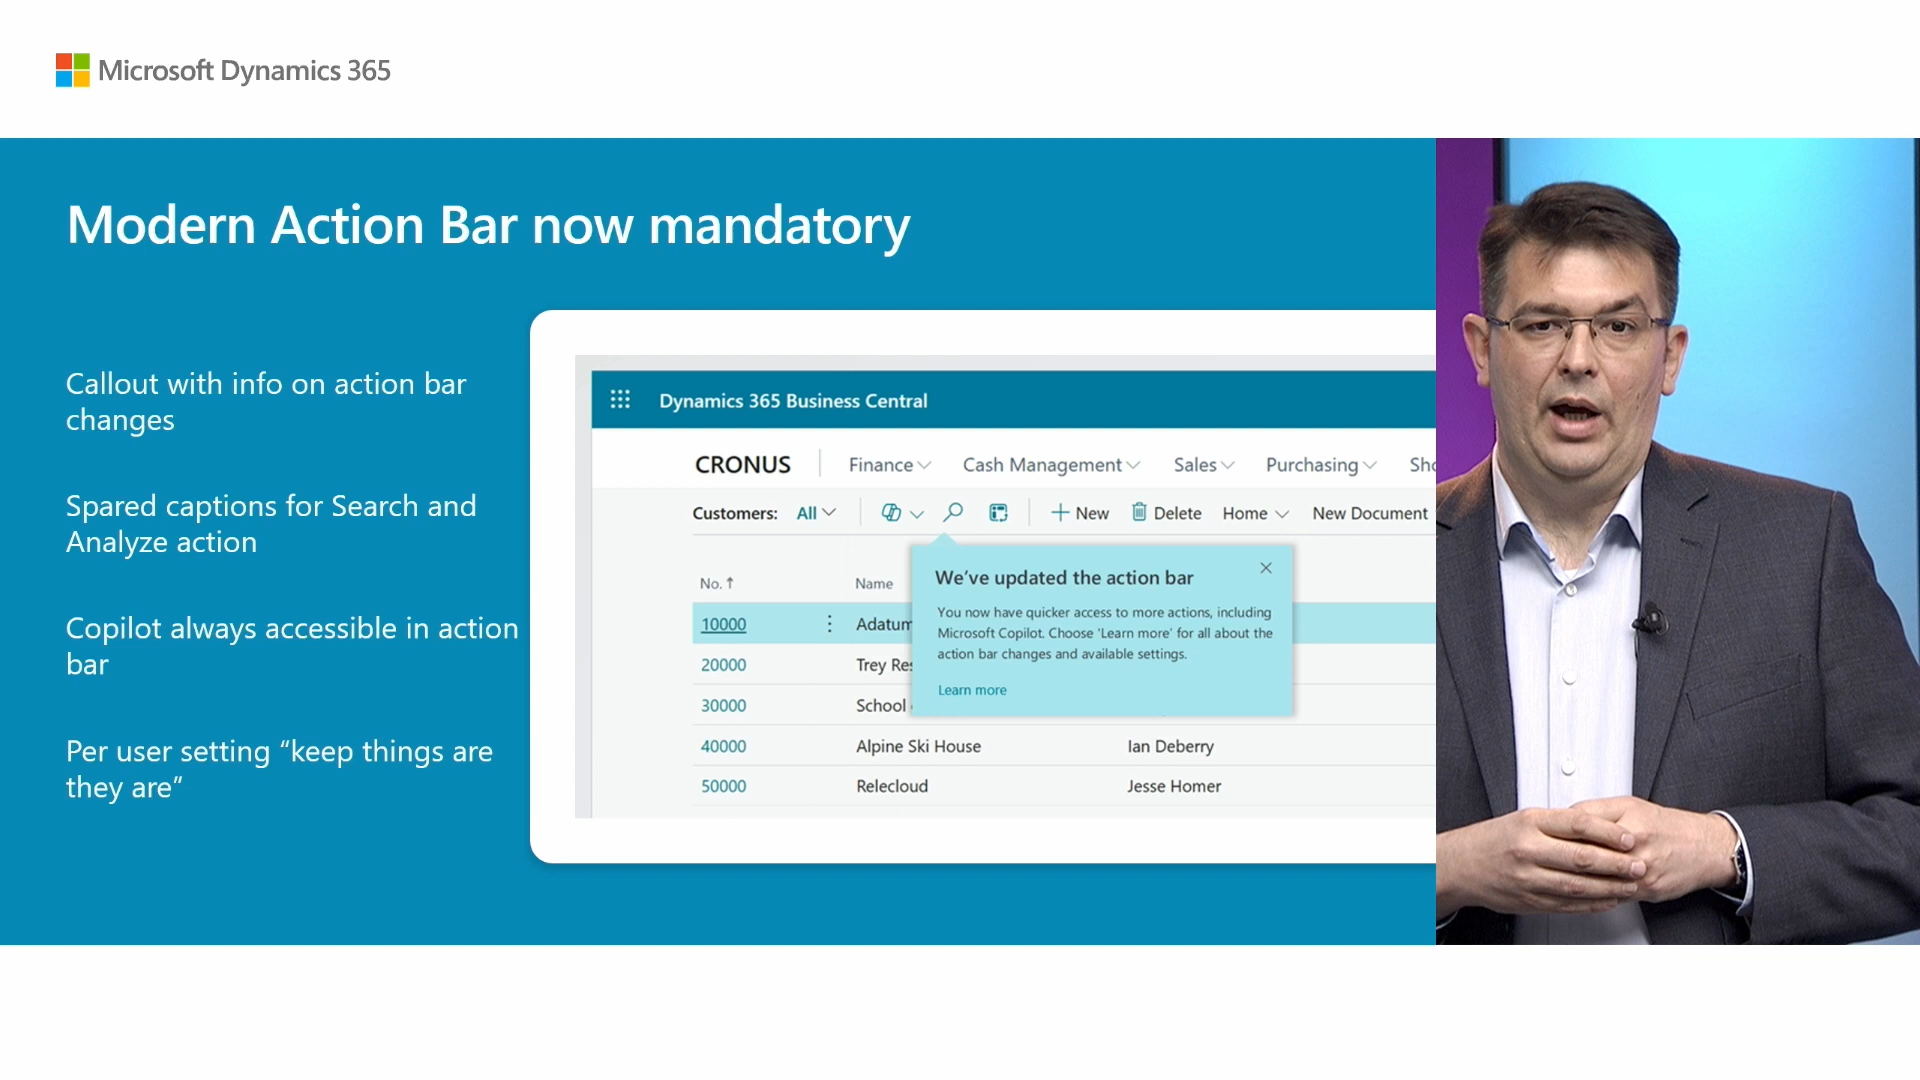 Microsoft Dynamics 365
Modern Action Bar now mandatory
Callout with info on action bar
changes
Spared captions for Search and
Analyze action
Copilot always accessible in action
bar
Per user setting “keep things are
they are”
Dynamics 365 Business Central
CRONUS Finance Cash Management Sales Purchasing Sho
Customers: All New Delete Home New Document
No. Name
We’ve updated the action bar
You now have quicker access to more actions, including
Microsoft Copilot. Choose ‘Learn more’ for all about the
action bar changes and available settings.
Learn more
10000 Adatum
20000 Trey Res
30000 School
40000 Alpine Ski House Ian Deberry
50000 Relecloud Jesse Homer